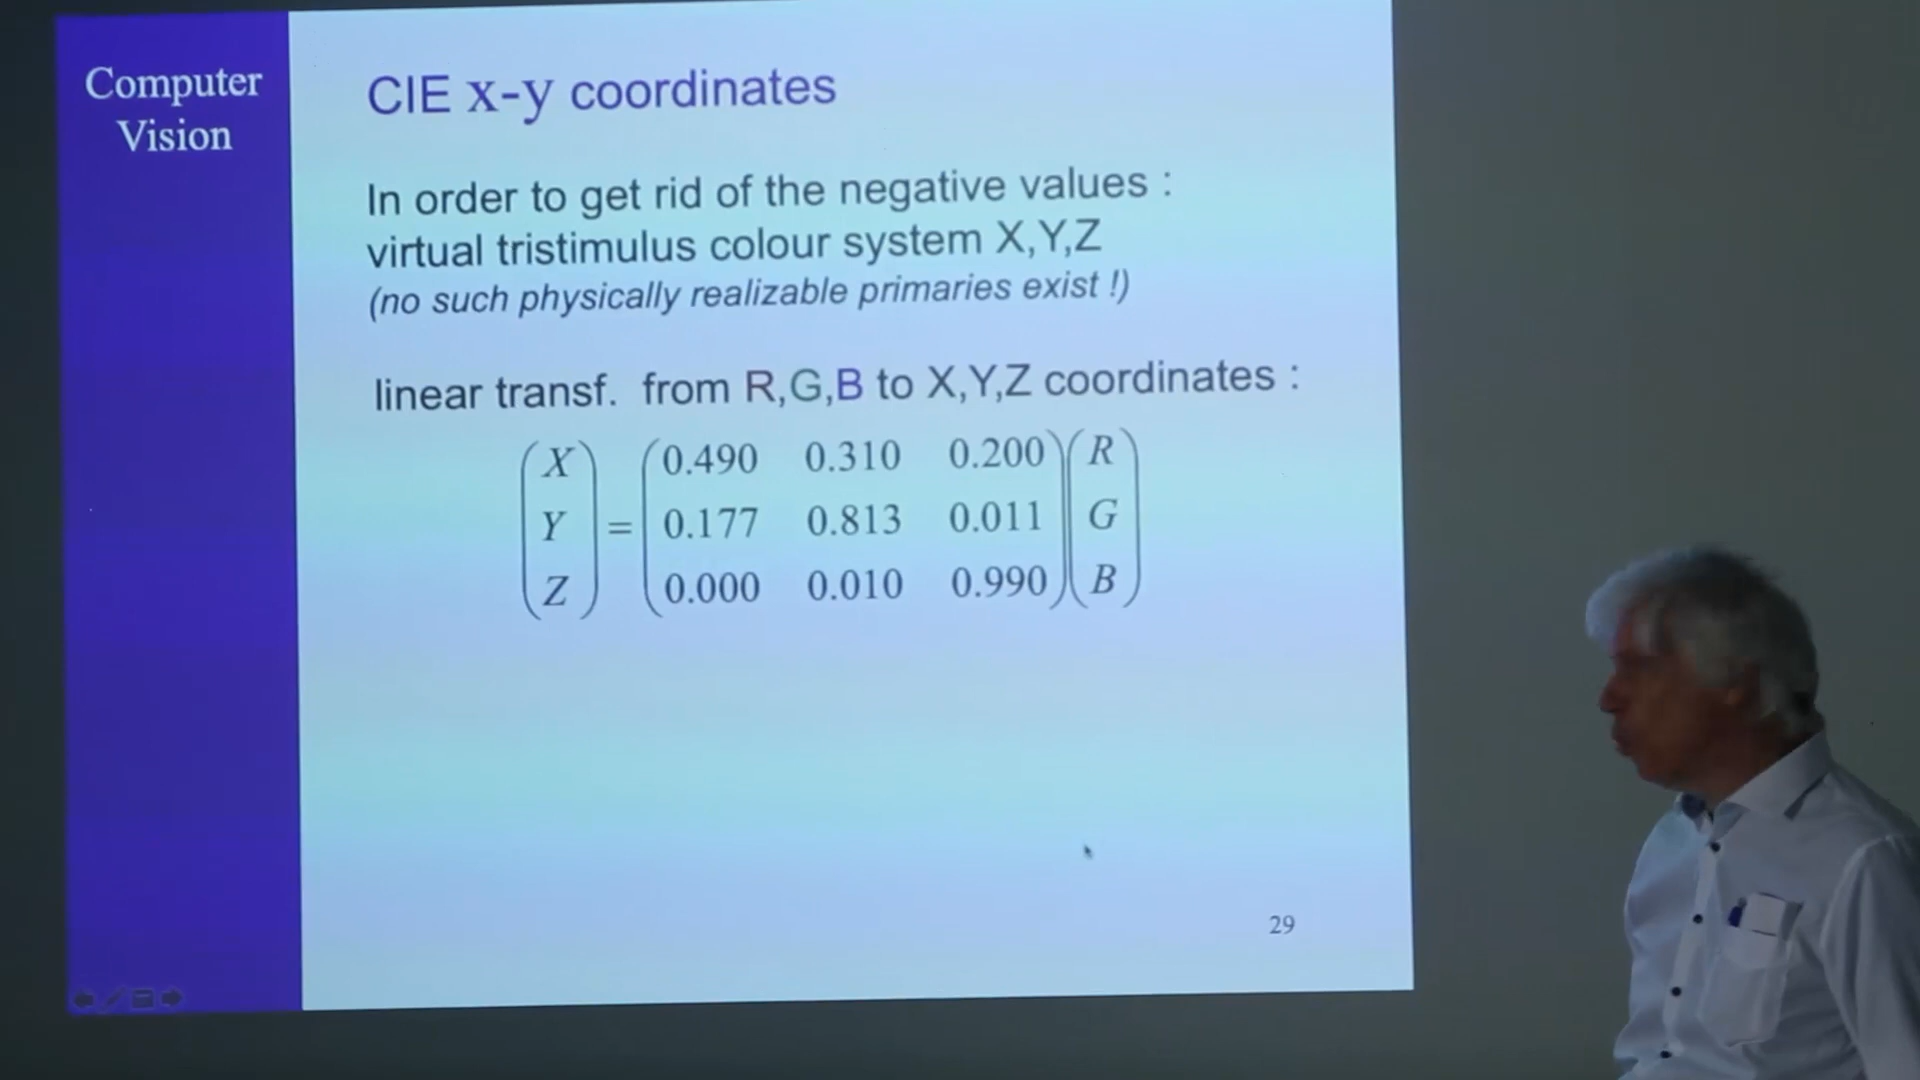 Computer
Vision
CIE x-y coordinates
In order to get rid of the negative values :
virtual tristimulus colour system X,Y,Z
(no such physically realizable primaries exist !)
linear transf. from R,G,B to X,Y,Z coordinates :
X 0.490 0.310 0.200 R
Y = 0.177 0.813 0.011 G
Z 0.000 0.010 0.990 B
29